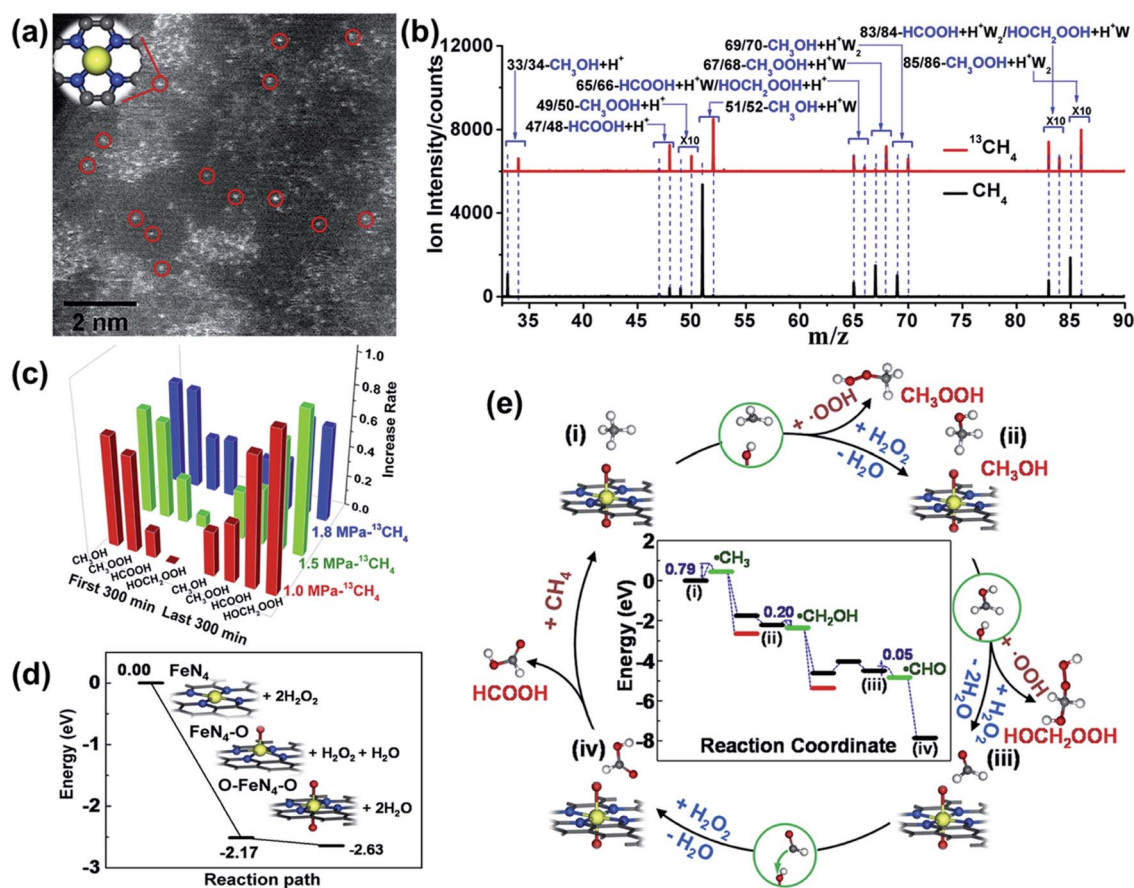 (a)
2 nm
(b)
Ion Intensity/counts
12000
8000
4000
0
33/34-CH₃OH+H⁺
65/66-HCOOH+H⁺W/HOCH₂OOH+H⁺
49/50-CH₃OOH+H⁺
47/48-HCOOH+H⁺
69/70-CH₃OH+H⁺W₂
67/68-CH₃OOH+H⁺W
51/52-CH₃OH+H⁺W
83/84-HCOOH+H⁺W₂/HOCH₂OOH+H⁺W
85/86-CH₃OOH+H⁺W₂
X10
X10
X10
¹³CH₄
CH₄
35 40 45 50 55 60 65 70 75 80 85 90
m/z
(c)
1.0
0.8
0.6
0.4
0.2
0.0
Increase Rate
1.8 MPa-¹³CH₄
1.5 MPa-¹³CH₄
1.0 MPa-¹³CH₄
CH₃OH
CH₃OOH
HCOOH
HOCH₂OOH
CH₃OH
CH₃OOH
HCOOH
HOCH₂OOH
First 300 min
Last 300 min
(d)
Energy (eV)
0
-1
-2
-3
0.00
FeN₄
+ 2H₂O₂
FeN₄-O
+ H₂O₂ + H₂O
O-FeN₄-O
+ 2H₂O
-2.17
-2.63
Reaction path
(e)
(i)
+ ·OOH
CH₃OOH
+ H₂O₂
- H₂O
(ii)
CH₃OH
+ ·OOH
+ H₂O₂
- 2H₂O
HOCH₂OOH
(iii)
+ H₂O₂
- H₂O
(iv)
HCOOH
+ CH₄
Energy (eV)
2
0
-2
-4
-6
-8
0.79
•CH₃
(i)
0.20
•CH₂OH
(ii)
0.05
•CHO
(iii)
(iv)
Reaction Coordinate